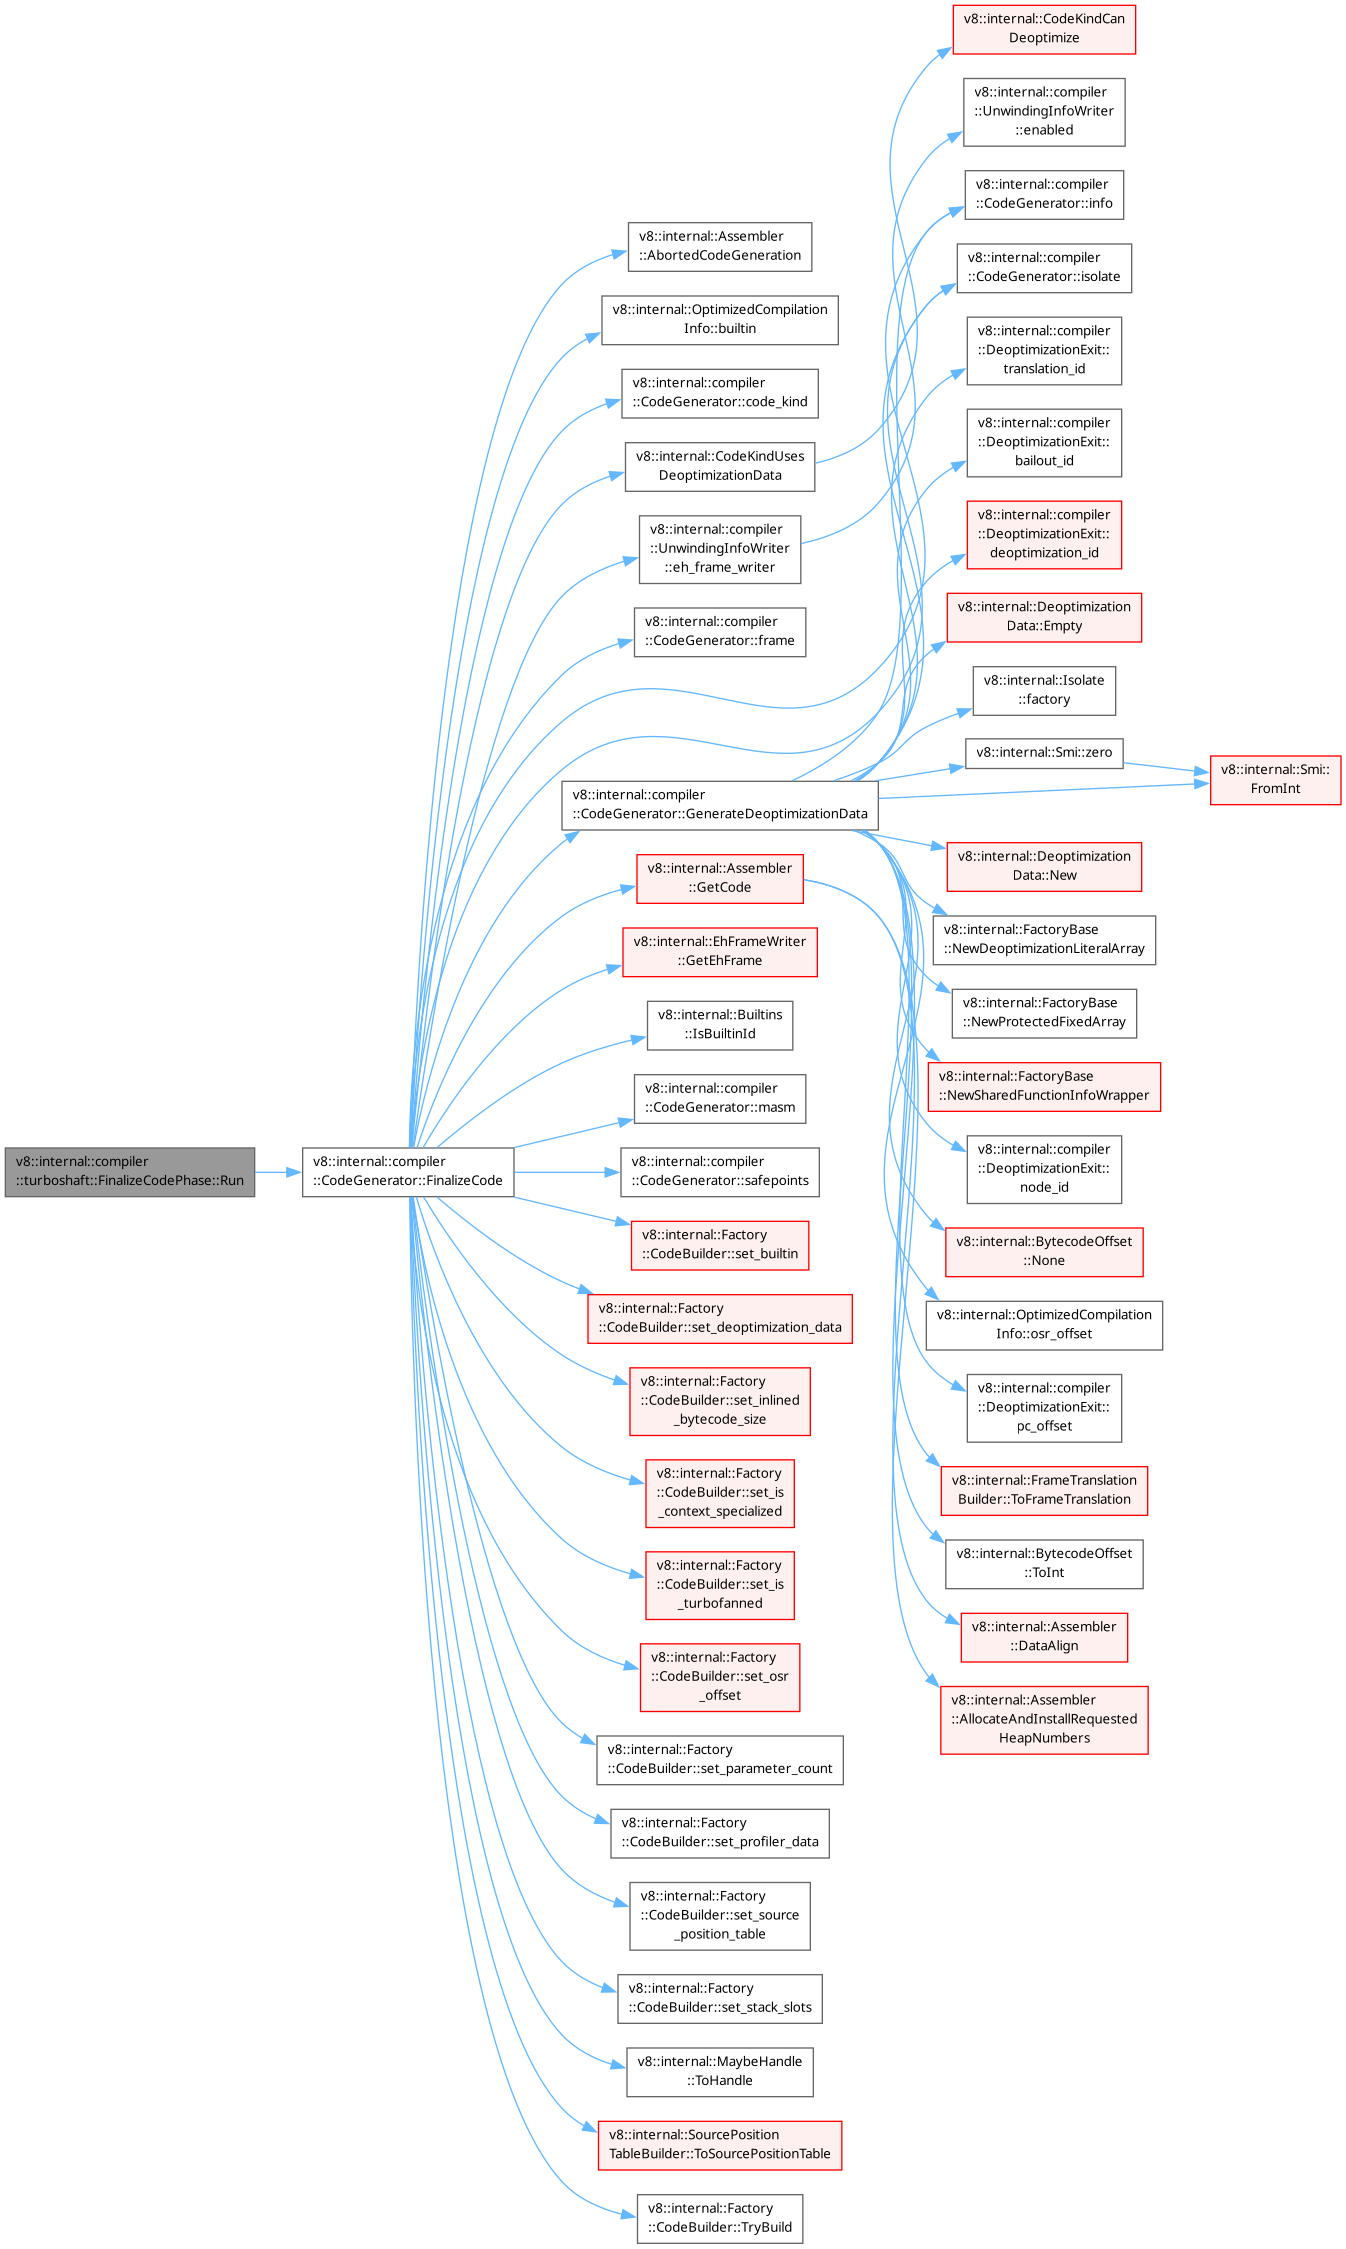 v8::internal::compiler
::turboshaft::FinalizeCodePhase::Run
v8::internal::compiler
::CodeGenerator::FinalizeCode
v8::internal::Assembler
::AbortedCodeGeneration
v8::internal::OptimizedCompilation
Info::builtin
v8::internal::compiler
::CodeGenerator::code_kind
v8::internal::CodeKindUses
DeoptimizationData
v8::internal::compiler
::UnwindingInfoWriter
::eh_frame_writer
v8::internal::compiler
::CodeGenerator::frame
v8::internal::compiler
::CodeGenerator::GenerateDeoptimizationData
v8::internal::Assembler
::GetCode
v8::internal::EhFrameWriter
::GetEhFrame
v8::internal::Builtins
::IsBuiltinId
v8::internal::compiler
::CodeGenerator::masm
v8::internal::compiler
::CodeGenerator::safepoints
v8::internal::Factory
::CodeBuilder::set_builtin
v8::internal::Factory
::CodeBuilder::set_deoptimization_data
v8::internal::Factory
::CodeBuilder::set_inlined
_bytecode_size
v8::internal::Factory
::CodeBuilder::set_is
_context_specialized
v8::internal::Factory
::CodeBuilder::set_is
_turbofanned
v8::internal::Factory
::CodeBuilder::set_osr
_offset
v8::internal::Factory
::CodeBuilder::set_parameter_count
v8::internal::Factory
::CodeBuilder::set_profiler_data
v8::internal::Factory
::CodeBuilder::set_source
_position_table
v8::internal::Factory
::CodeBuilder::set_stack_slots
v8::internal::MaybeHandle
::ToHandle
v8::internal::SourcePosition
TableBuilder::ToSourcePositionTable
v8::internal::Factory
::CodeBuilder::TryBuild
v8::internal::CodeKindCan
Deoptimize
v8::internal::compiler
::UnwindingInfoWriter
::enabled
v8::internal::compiler
::CodeGenerator::info
v8::internal::compiler
::CodeGenerator::isolate
v8::internal::compiler
::DeoptimizationExit::
translation_id
v8::internal::compiler
::DeoptimizationExit::
bailout_id
v8::internal::compiler
::DeoptimizationExit::
deoptimization_id
v8::internal::Deoptimization
Data::Empty
v8::internal::Isolate
::factory
v8::internal::Smi::zero
v8::internal::Deoptimization
Data::New
v8::internal::FactoryBase
::NewDeoptimizationLiteralArray
v8::internal::FactoryBase
::NewProtectedFixedArray
v8::internal::FactoryBase
::NewSharedFunctionInfoWrapper
v8::internal::compiler
::DeoptimizationExit::
node_id
v8::internal::BytecodeOffset
::None
v8::internal::OptimizedCompilation
Info::osr_offset
v8::internal::compiler
::DeoptimizationExit::
pc_offset
v8::internal::FrameTranslation
Builder::ToFrameTranslation
v8::internal::BytecodeOffset
::ToInt
v8::internal::Assembler
::DataAlign
v8::internal::Assembler
::AllocateAndInstallRequested
HeapNumbers
v8::internal::Smi::
FromInt